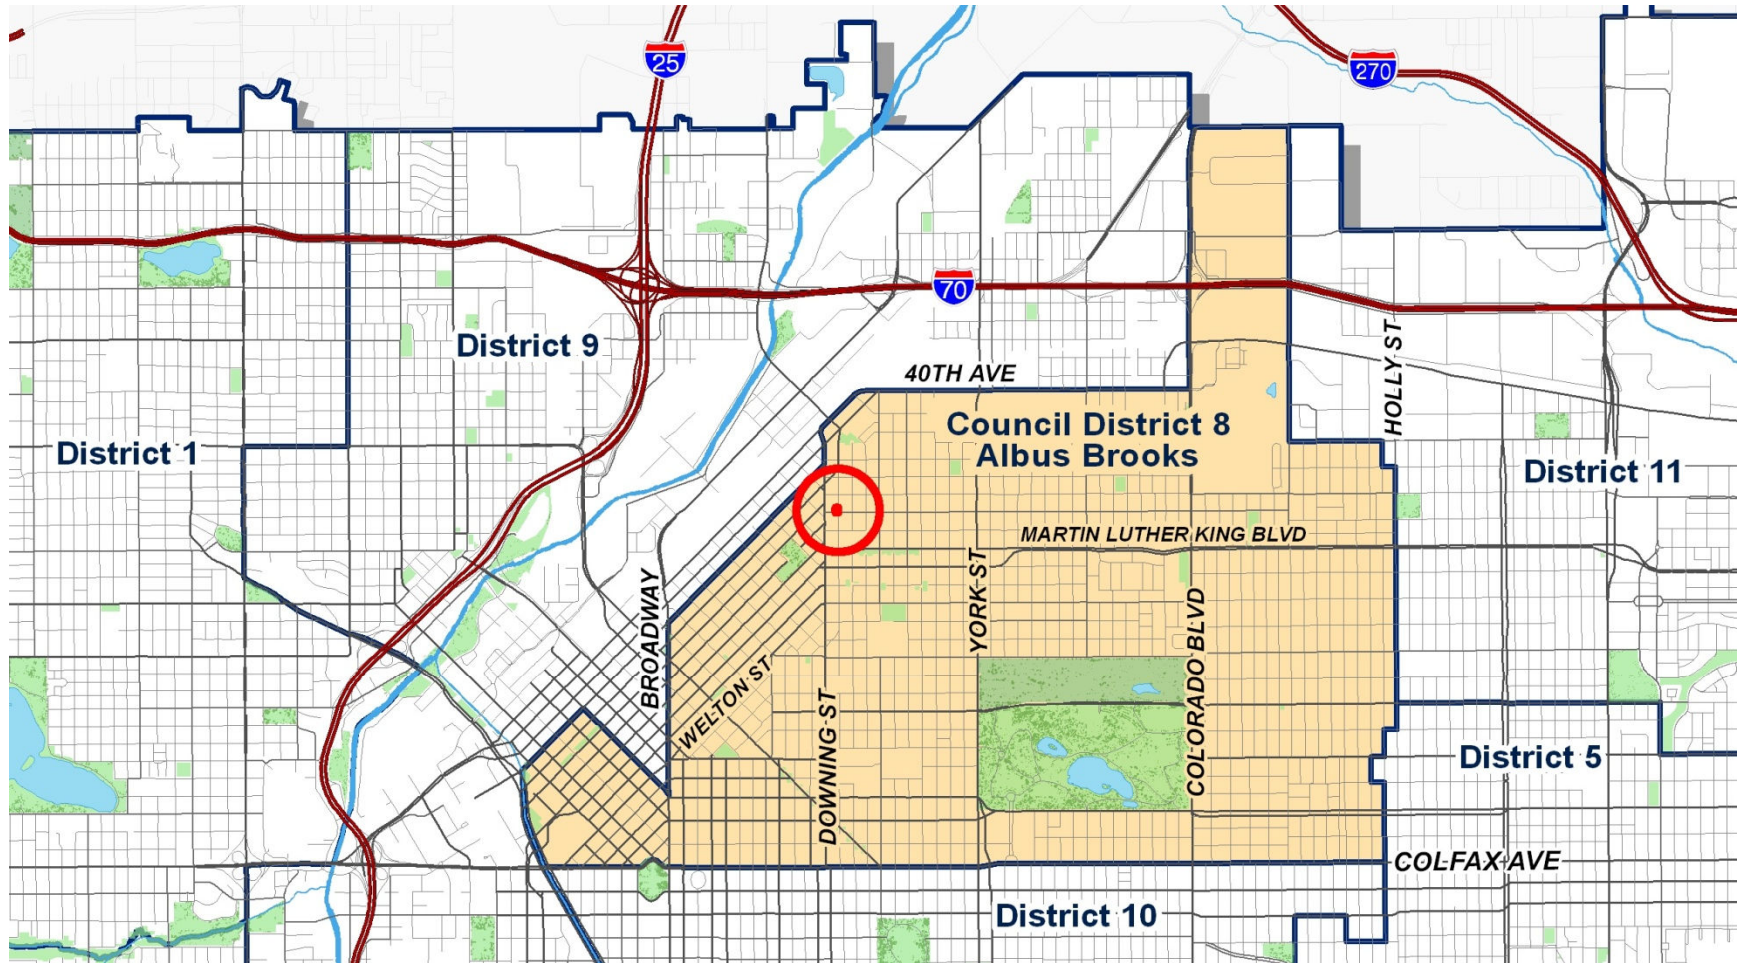 25
270
70
District 9
40TH AVE
HOLLY ST
Council District 8
Albus Brooks
District 1
District 11
MARTIN LUTHER KING BLVD
BROADWAY
YORK ST
COLORADO BLVD
WELTON ST
DOWNING ST
District 5
COLFAX AVE
District 10